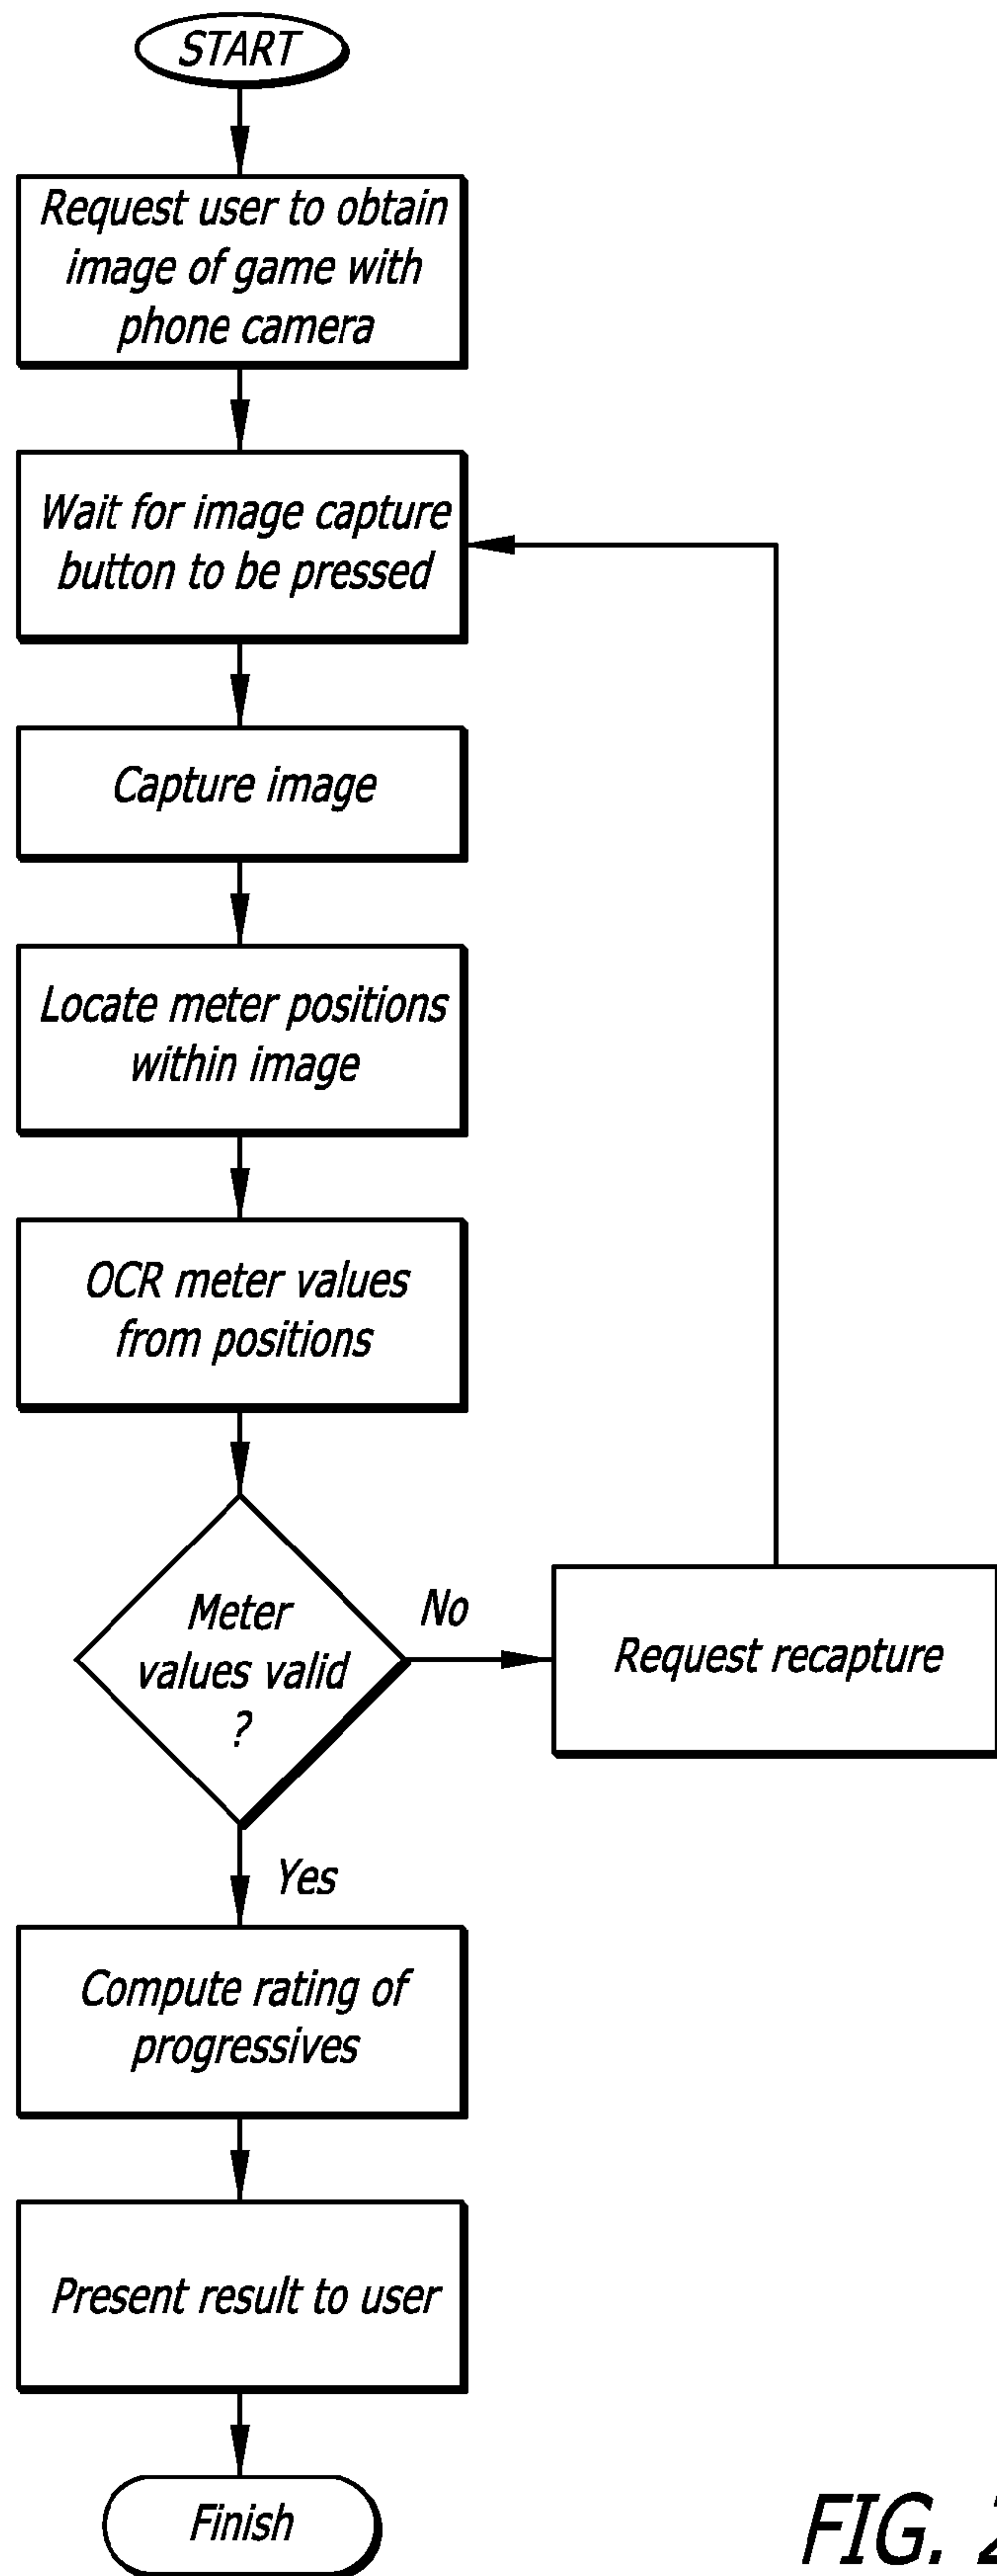 START
Request user to obtain
image of game with
phone camera
Wait for image capture
button to be pressed
Capture image
Locate meter positions
within image
OCR meter values
from positions
Meter
values valid
?
No
Request recapture
Yes
Compute rating of
progressives
Present result to user
Finish
FIG. 2